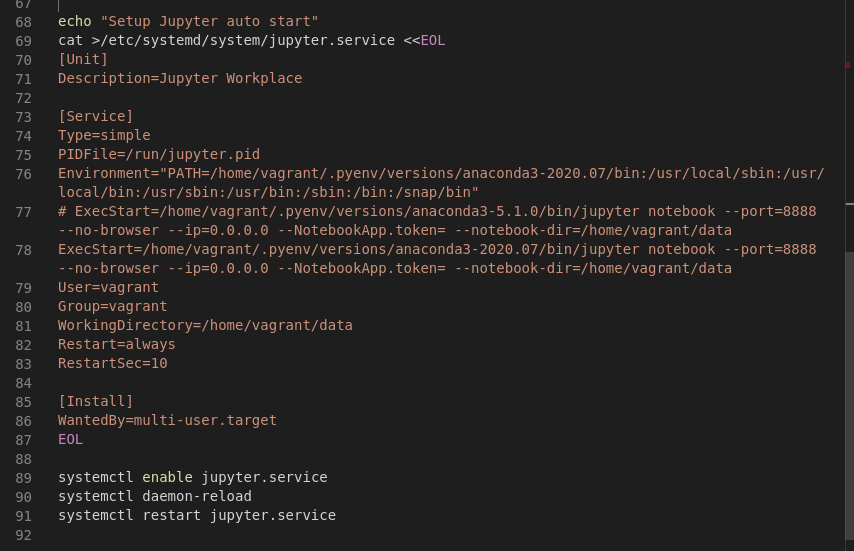 67
68 echo "Setup Jupyter auto start"
69 cat >/etc/systemd/system/jupyter.service <<EOL
70 [Unit]
71 Description=Jupyter Workplace
72
73 [Service]
74 Type=simple
75 PIDFile=/run/jupyter.pid
76 Environment="PATH=/home/vagrant/.pyenv/versions/anaconda3-2020.07/bin:/usr/local/sbin:/usr/
local/bin:/usr/sbin:/usr/bin:/sbin:/bin:/snap/bin"
77 # ExecStart=/home/vagrant/.pyenv/versions/anaconda3-5.1.0/bin/jupyter notebook --port=8888
--no-browser --ip=0.0.0.0 --NotebookApp.token= --notebook-dir=/home/vagrant/data
78 ExecStart=/home/vagrant/.pyenv/versions/anaconda3-2020.07/bin/jupyter notebook --port=8888
--no-browser --ip=0.0.0.0 --NotebookApp.token= --notebook-dir=/home/vagrant/data
79 User=vagrant
80 Group=vagrant
81 WorkingDirectory=/home/vagrant/data
82 Restart=always
83 RestartSec=10
84
85 [Install]
86 WantedBy=multi-user.target
87 EOL
88
89 systemctl enable jupyter.service
90 systemctl daemon-reload
91 systemctl restart jupyter.service
92